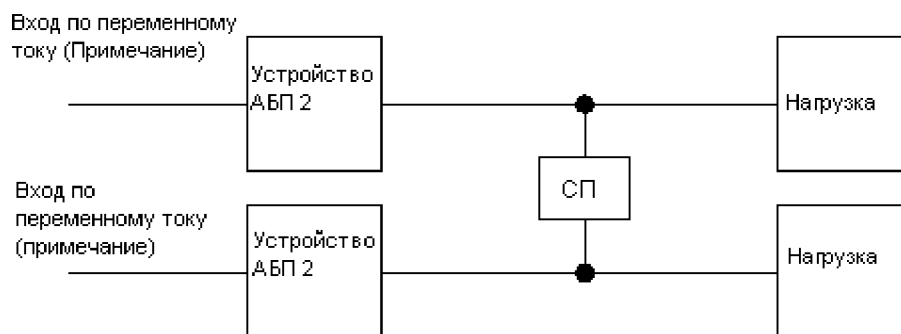 Вход по переменному
току (Примечание)
Устройство
АБП 2
Нагрузка
СП
Вход по
переменному току
(примечание)
Устройство
АБП 2
Нагрузка